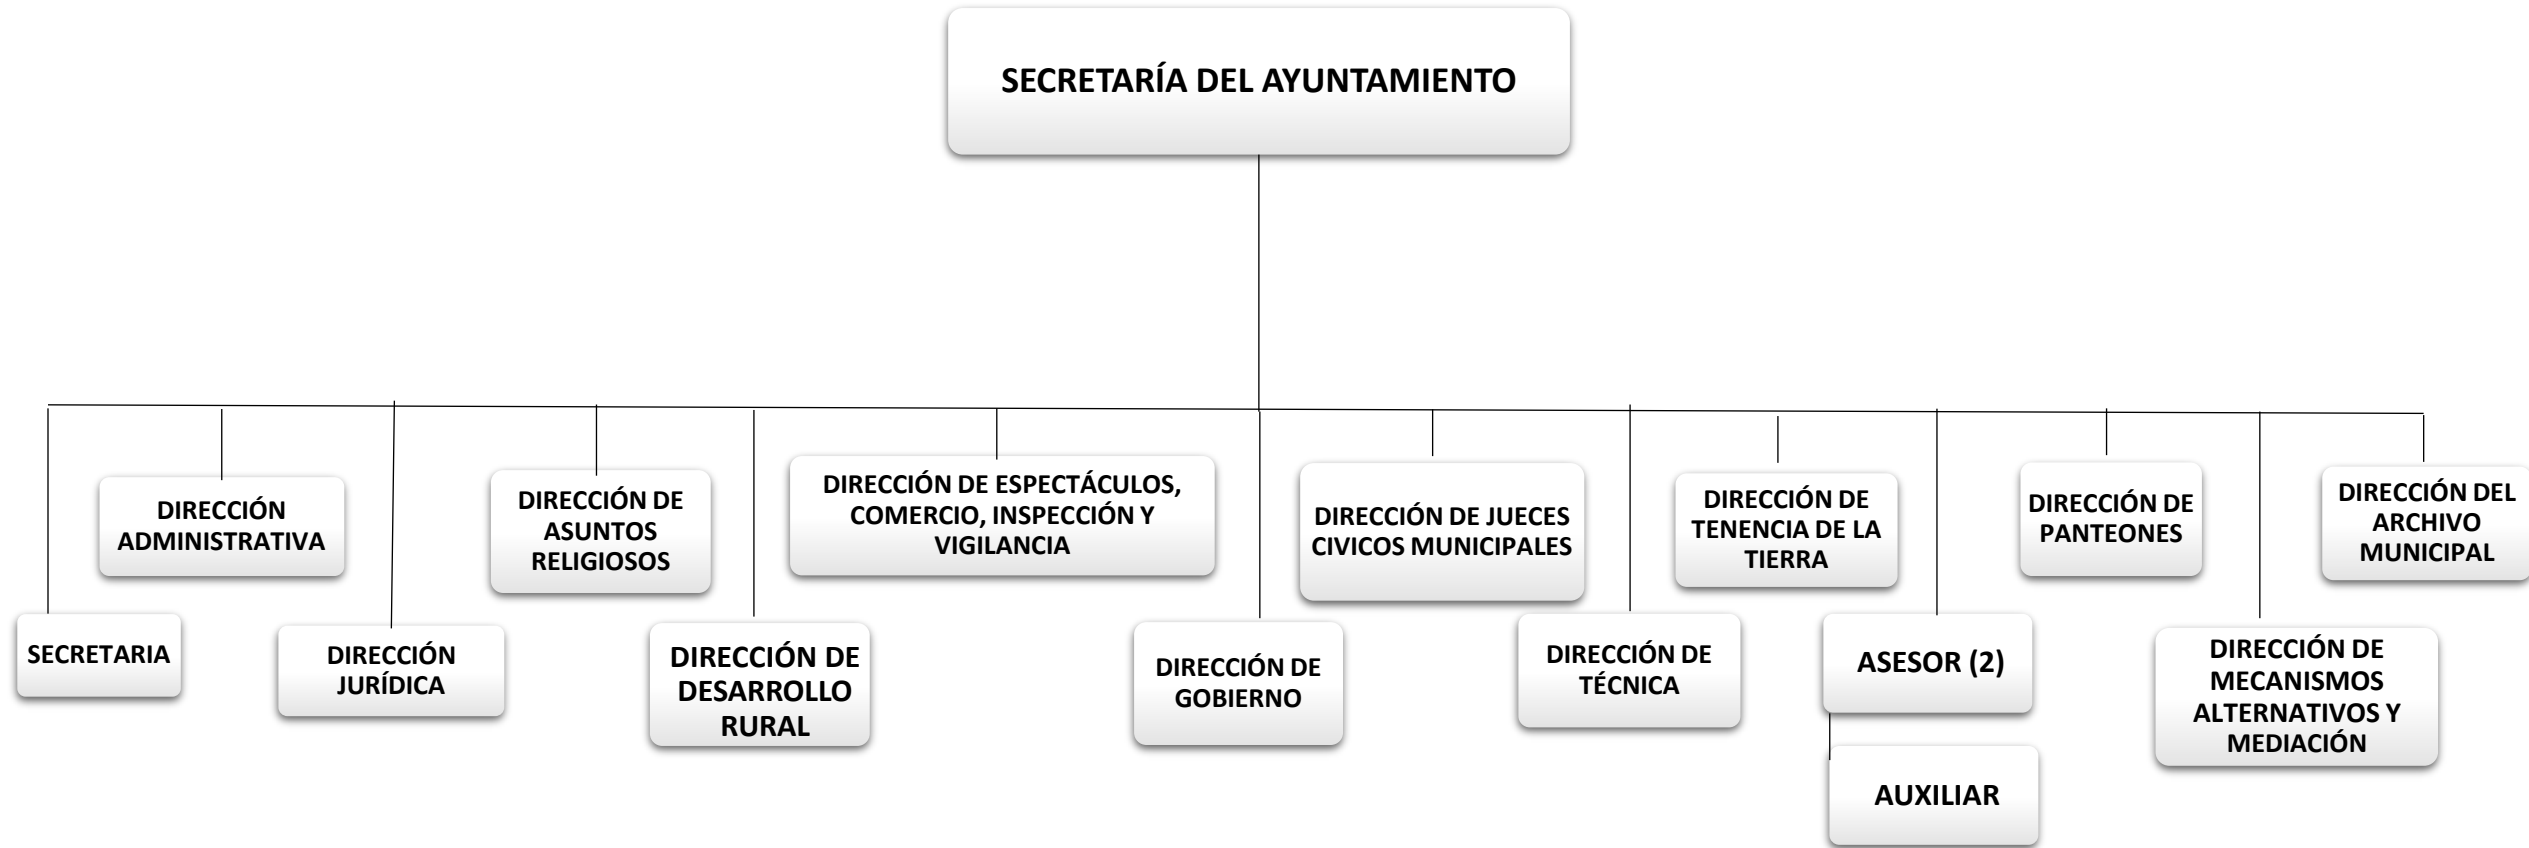 SECRETARÍA DEL AYUNTAMIENTO
SECRETARIA
DIRECCIÓN
ADMINISTRATIVA
DIRECCIÓN
JURÍDICA
DIRECCIÓN DE
ASUNTOS
RELIGIOSOS
DIRECCIÓN DE
DESARROLLO
RURAL
DIRECCIÓN DE ESPECTÁCULOS,
COMERCIO, INSPECCIÓN Y
VIGILANCIA
DIRECCIÓN DE
GOBIERNO
DIRECCIÓN DE JUECES
CIVICOS MUNICIPALES
DIRECCIÓN DE
TÉCNICA
DIRECCIÓN DE
TENENCIA DE LA
TIERRA
ASESOR (2)
AUXILIAR
DIRECCIÓN DE
PANTEONES
DIRECCIÓN DE
MECANISMOS
ALTERNATIVOS Y
MEDIACIÓN
DIRECCIÓN DEL
ARCHIVO
MUNICIPAL